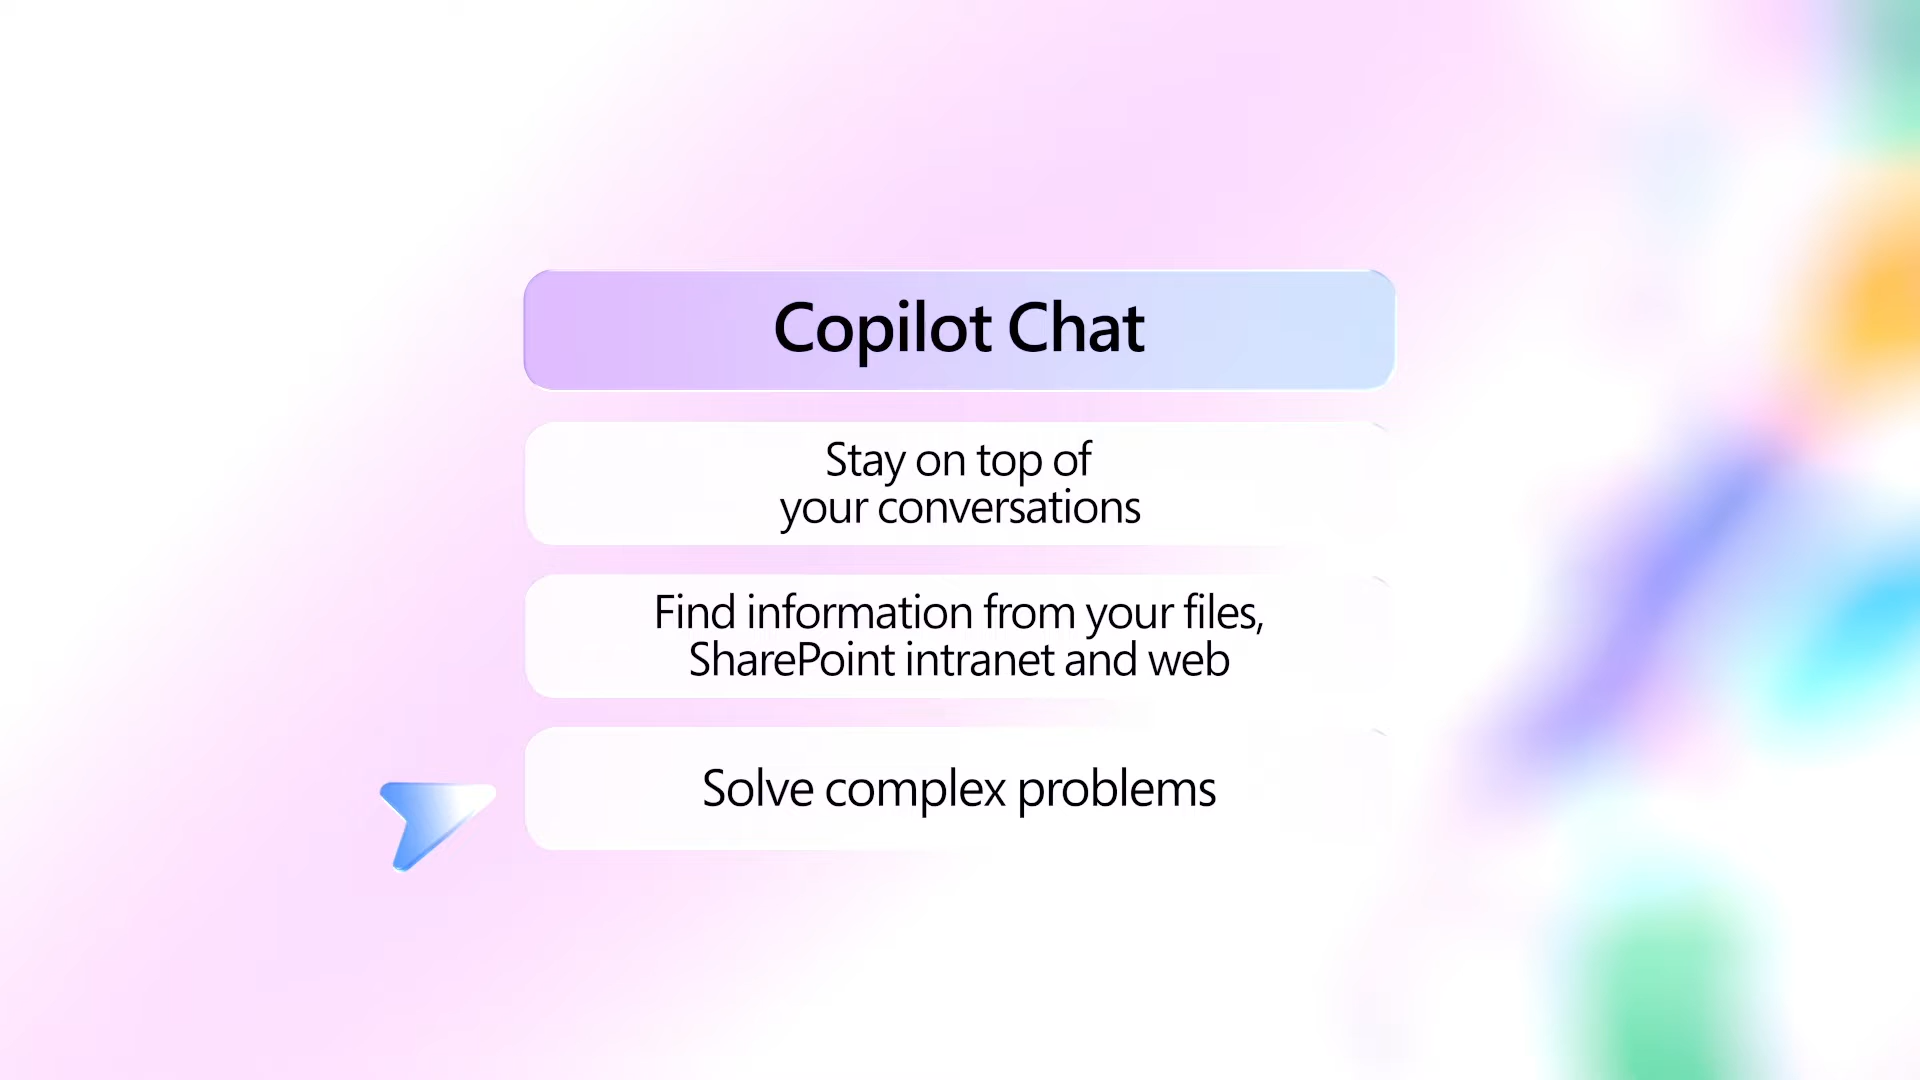 Copilot Chat
Stay on top of
your conversations
Find information from your files,
SharePoint intranet and web
Solve complex problems